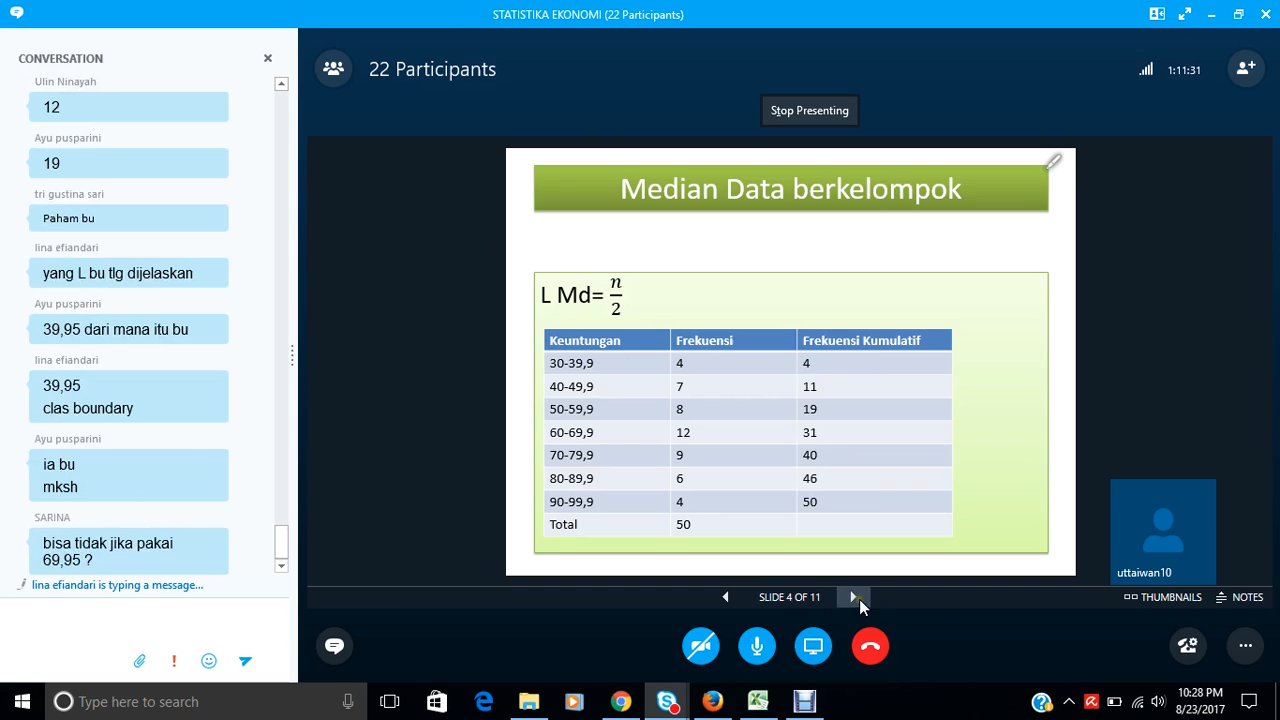 STATISTIKA EKONOMI (22 Participants)
CONVERSATION
Ulin Ninayah
12
Ayu pusparini
19
tri gustina sari
Paham bu
lina efiandari
yang L bu tlg dijelaskan
Ayu pusparini
39,95 dari mana itu bu
lina efiandari
39,95
clas boundary
Ayu pusparini
ia bu
mksh
SARINA
bisa tidak jika pakai
69,95 ?
lina efiandari is typing a message...
22 Participants
1:11:31
Stop Presenting
Median Data berkelompok
L Md= n/2
Keuntungan Frekuensi Frekuensi Kumulatif
30-39,9 4 4
40-49,9 7 11
50-59,9 8 19
60-69,9 12 31
70-79,9 9 40
80-89,9 6 46
90-99,9 4 50
Total 50
uttaiwan10
SLIDE 4 OF 11
THUMBNAILS
NOTES
Type here to search
10:28 PM
8/23/2017